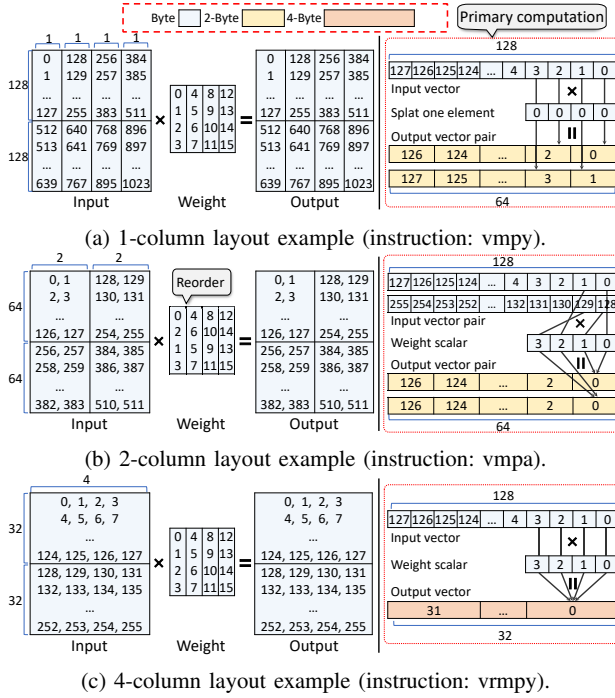 Byte 2-Byte 4-Byte
Primary computation
1 1 1 1
128
0 128 256 384
1 129 257 385
... ... ... ...
127 255 383 511
512 640 768 896
513 641 769 897
... ... ... ...
639 767 895 1023
128
128
Input
×
0 4 8 12
1 5 9 13
2 6 10 14
3 7 11 15
Weight
=
0 128 256 384
1 129 257 385
... ... ... ...
127 255 383 511
512 640 768 896
513 641 769 897
... ... ... ...
639 767 895 1023
Output
127 126 125 124 ... 4 3 2 1 0
Input vector
×
Splat one element
0 0 0 0
Output vector pair
=
126 124 ... 2 0
127 125 ... 3 1
64
(a) 1-column layout example (instruction: vmpy).
2 2
128
0, 1 128, 129
2, 3 130, 131
... ...
126, 127 254, 255
256, 257 384, 385
258, 259 386, 387
... ...
382, 383 510, 511
64
64
Input
×
Reorder
0 4 8 12
2 6 10 14
1 5 9 13
3 7 11 15
Weight
=
0, 1 128, 129
2, 3 130, 131
... ...
126, 127 254, 255
256, 257 384, 385
258, 259 386, 387
... ...
382, 383 510, 511
Output
127 126 125 124 ... 4 3 2 1 0
255 254 253 252 ... 132 131 130 129 128
Input vector pair
×
Weight scalar
3 2 1 0
Output vector pair
=
126 124 ... 2 0
126 124 ... 2 0
64
(b) 2-column layout example (instruction: vmpa).
4
128
0, 1, 2, 3
4, 5, 6, 7
...
124, 125, 126, 127
128, 129, 130, 131
132, 133, 134, 135
...
252, 253, 254, 255
32
32
Input
×
0 4 8 12
1 5 9 13
2 6 10 14
3 7 11 15
Weight
=
0, 1, 2, 3
4, 5, 6, 7
...
124, 125, 126, 127
128, 129, 130, 131
132, 133, 134, 135
...
252, 253, 254, 255
Output
127 126 125 124 ... 4 3 2 1 0
Input vector
×
Weight scalar
3 2 1 0
Output vector
=
31 ... 0
32
(c) 4-column layout example (instruction: vrmpy).